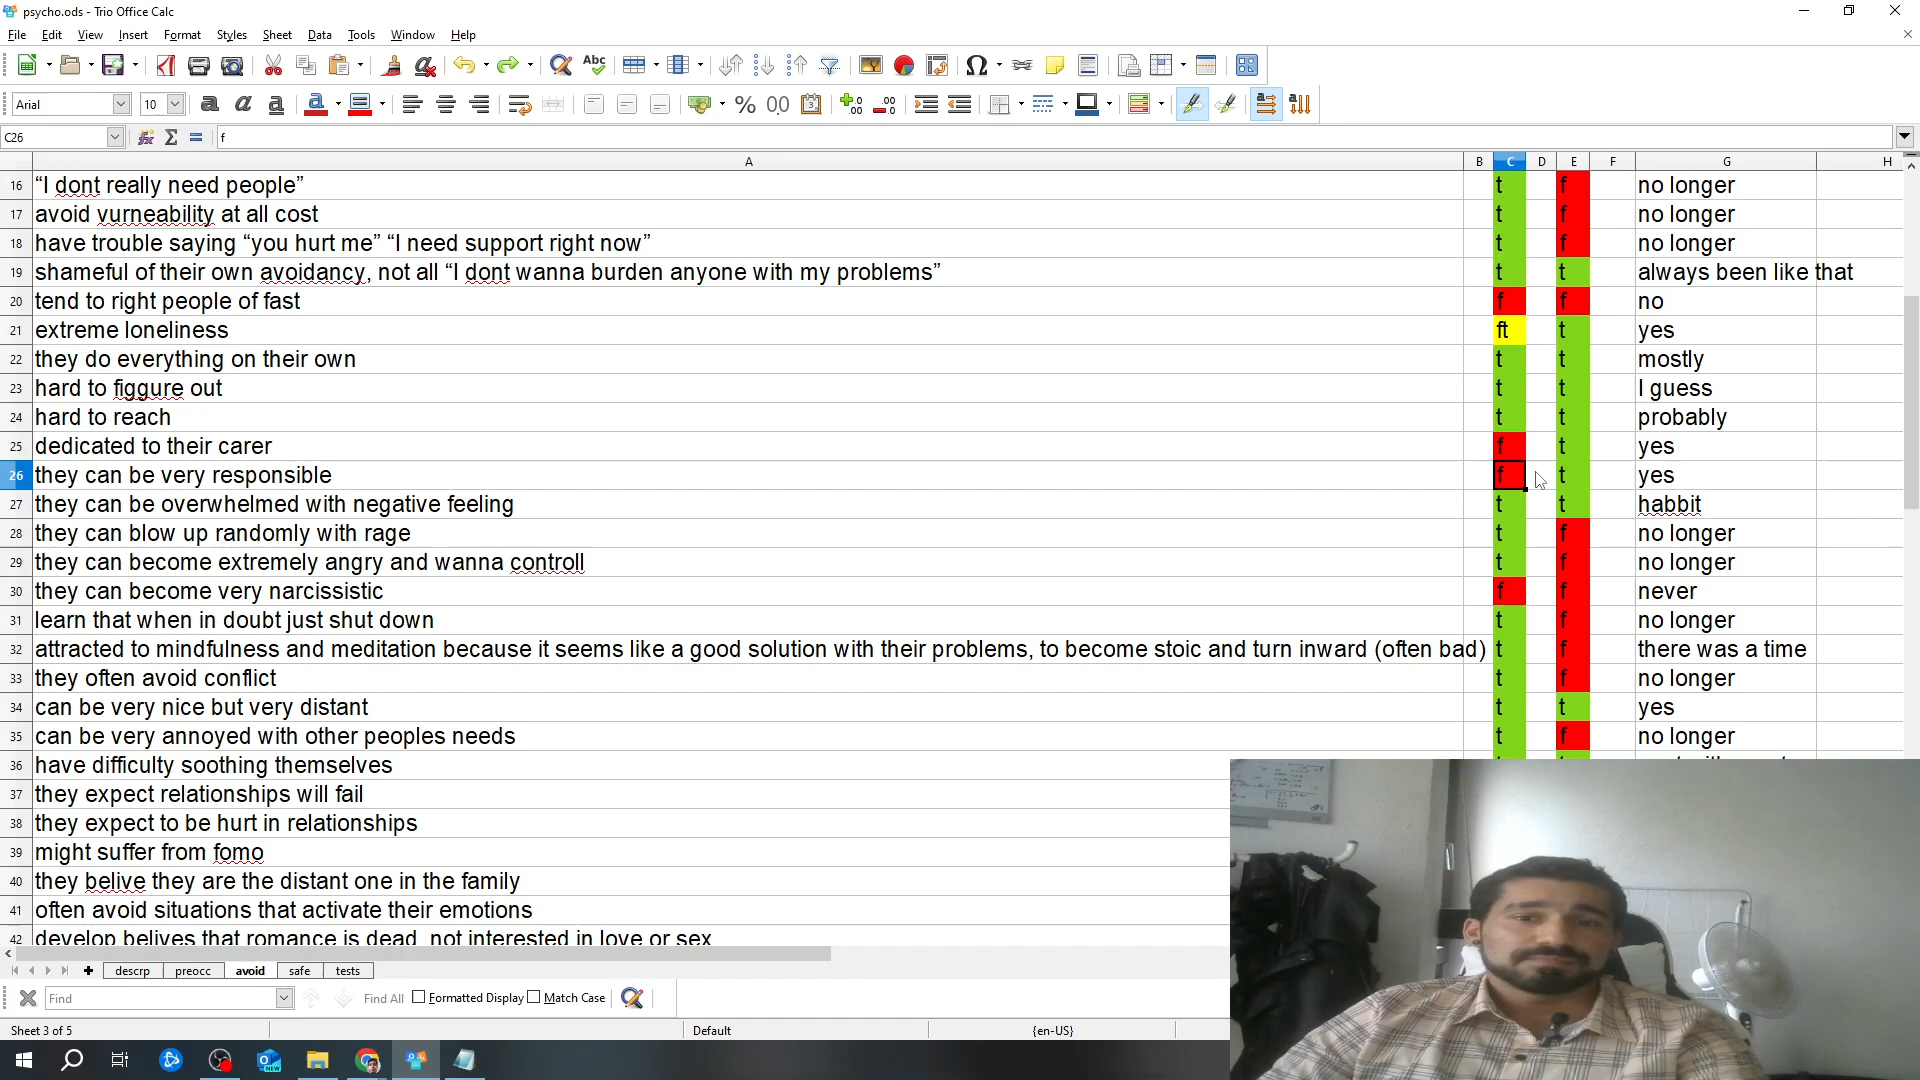 psycho.ods - Trio Office Calc
File Edit View Insert Format Styles Sheet Data Tools Window Help
Arial 10
C26 f
A B C D E F G H
16 “I dont really need people” t f no longer
17 avoid vurneability at all cost t f no longer
18 have trouble saying “you hurt me” “I need support right now” t f no longer
19 shameful of their own avoidancy, not all “I dont wanna burden anyone with my problems” t t always been like that
20 tend to right people of fast f f no
21 extreme loneliness ft t yes
22 they do everything on their own t t mostly
23 hard to figgure out t t I guess
24 hard to reach t t probably
25 dedicated to their carer f t yes
26 they can be very responsible f t yes
27 they can be overwhelmed with negative feeling t t habbit
28 they can blow up randomly with rage t f no longer
29 they can become extremely angry and wanna controll t f no longer
30 they can become very narcissistic f f never
31 learn that when in doubt just shut down t f no longer
32 attracted to mindfulness and meditation because it seems like a good solution with their problems, to become stoic and turn inward (often bad) t f there was a time
33 they often avoid conflict t f no longer
34 can be very nice but very distant t t yes
35 can be very annoyed with other peoples needs t f no longer
36 have difficulty soothing themselves
37 they expect relationships will fail
38 they expect to be hurt in relationships
39 might suffer from fomo
40 they belive they are the distant one in the family
41 often avoid situations that activate their emotions
42 develop belives that romance is dead, not interested in love or sex
descrp preocc avoid safe tests
Find Find All Formatted Display Match Case
Sheet 3 of 5 Default {en-US}